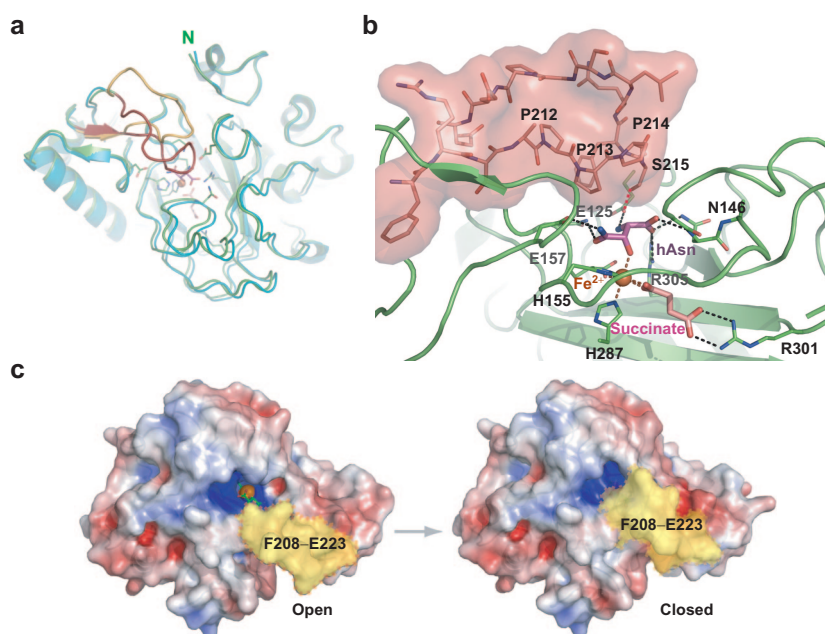 a
N
b
P212
P213
P214
S215
E125
N146
E157
hAsn
Fe2+
R305
H155
Succinate
H287
R301
c
F208–E223
F208–E223
Open
Closed